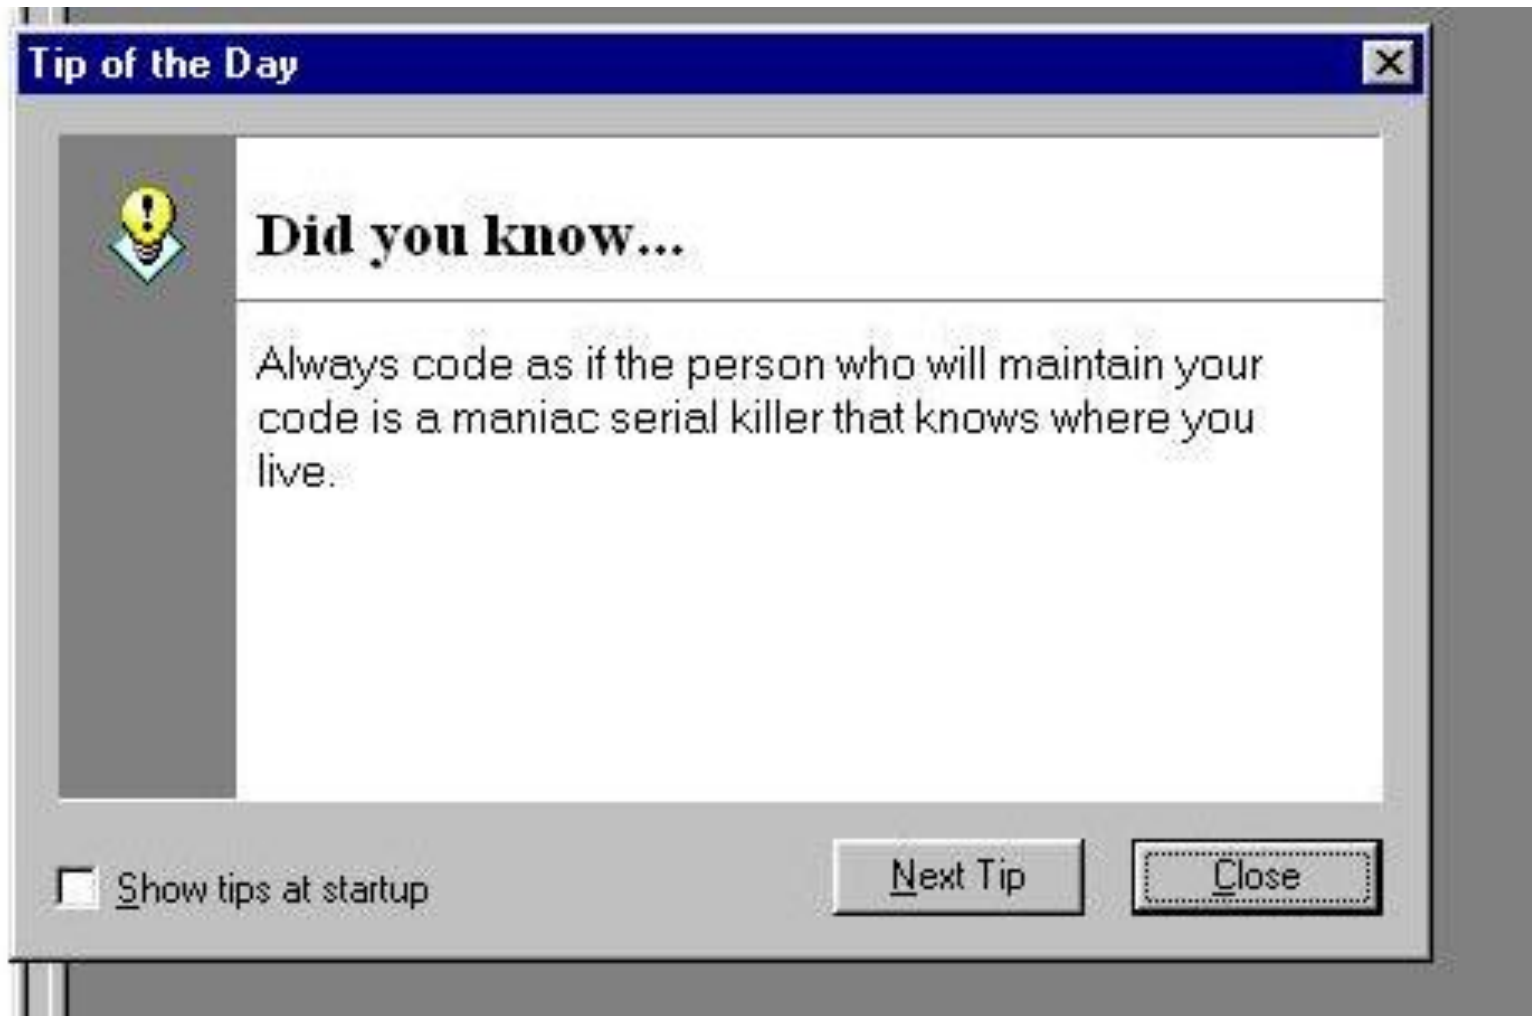 Tip of the Day
Did you know...
Always code as if the person who will maintain your
code is a maniac serial killer that knows where you
live.
Show tips at startup
Next Tip
Close